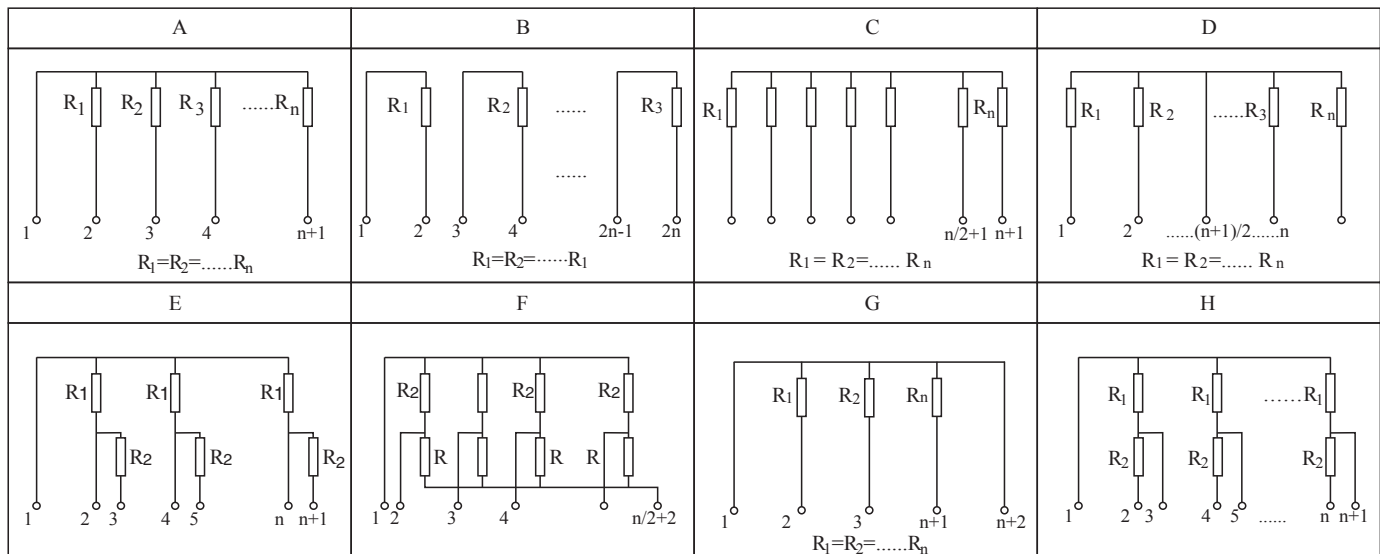 A
R1 R2 R3 ......Rn
1 2 3 4 n+1
R1=R2=......Rn
B
R1 R2 ...... R3
......
1 2 3 4 2n-1 2n
R1=R2=······R1
C
R1 Rn
n/2+1 n+1
R1= R2=...... Rn
D
R1 R2 ......R3 Rn
1 2 ......(n+1)/2......n
R1= R2=...... Rn
E
R1 R1 R1
R2 R2 R2
1 2 3 4 5 n n+1
F
R2 R2 R2
R R R
1 2 3 4 n/2+2
G
R1 R2 Rn
1 2 3 n+1 n+2
R1=R2=......Rn
H
R1 R1 ......R1
R2 R2 R2
1 2 3 4 5 ...... n n+1